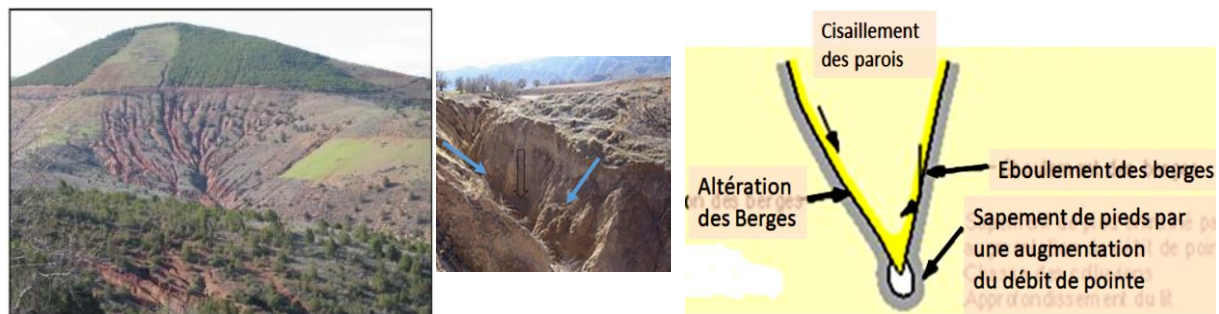 Cisaillement
des parois
Altération
des Berges
Eboulement des berges
Sapement de pieds par
une augmentation
du débit de pointe